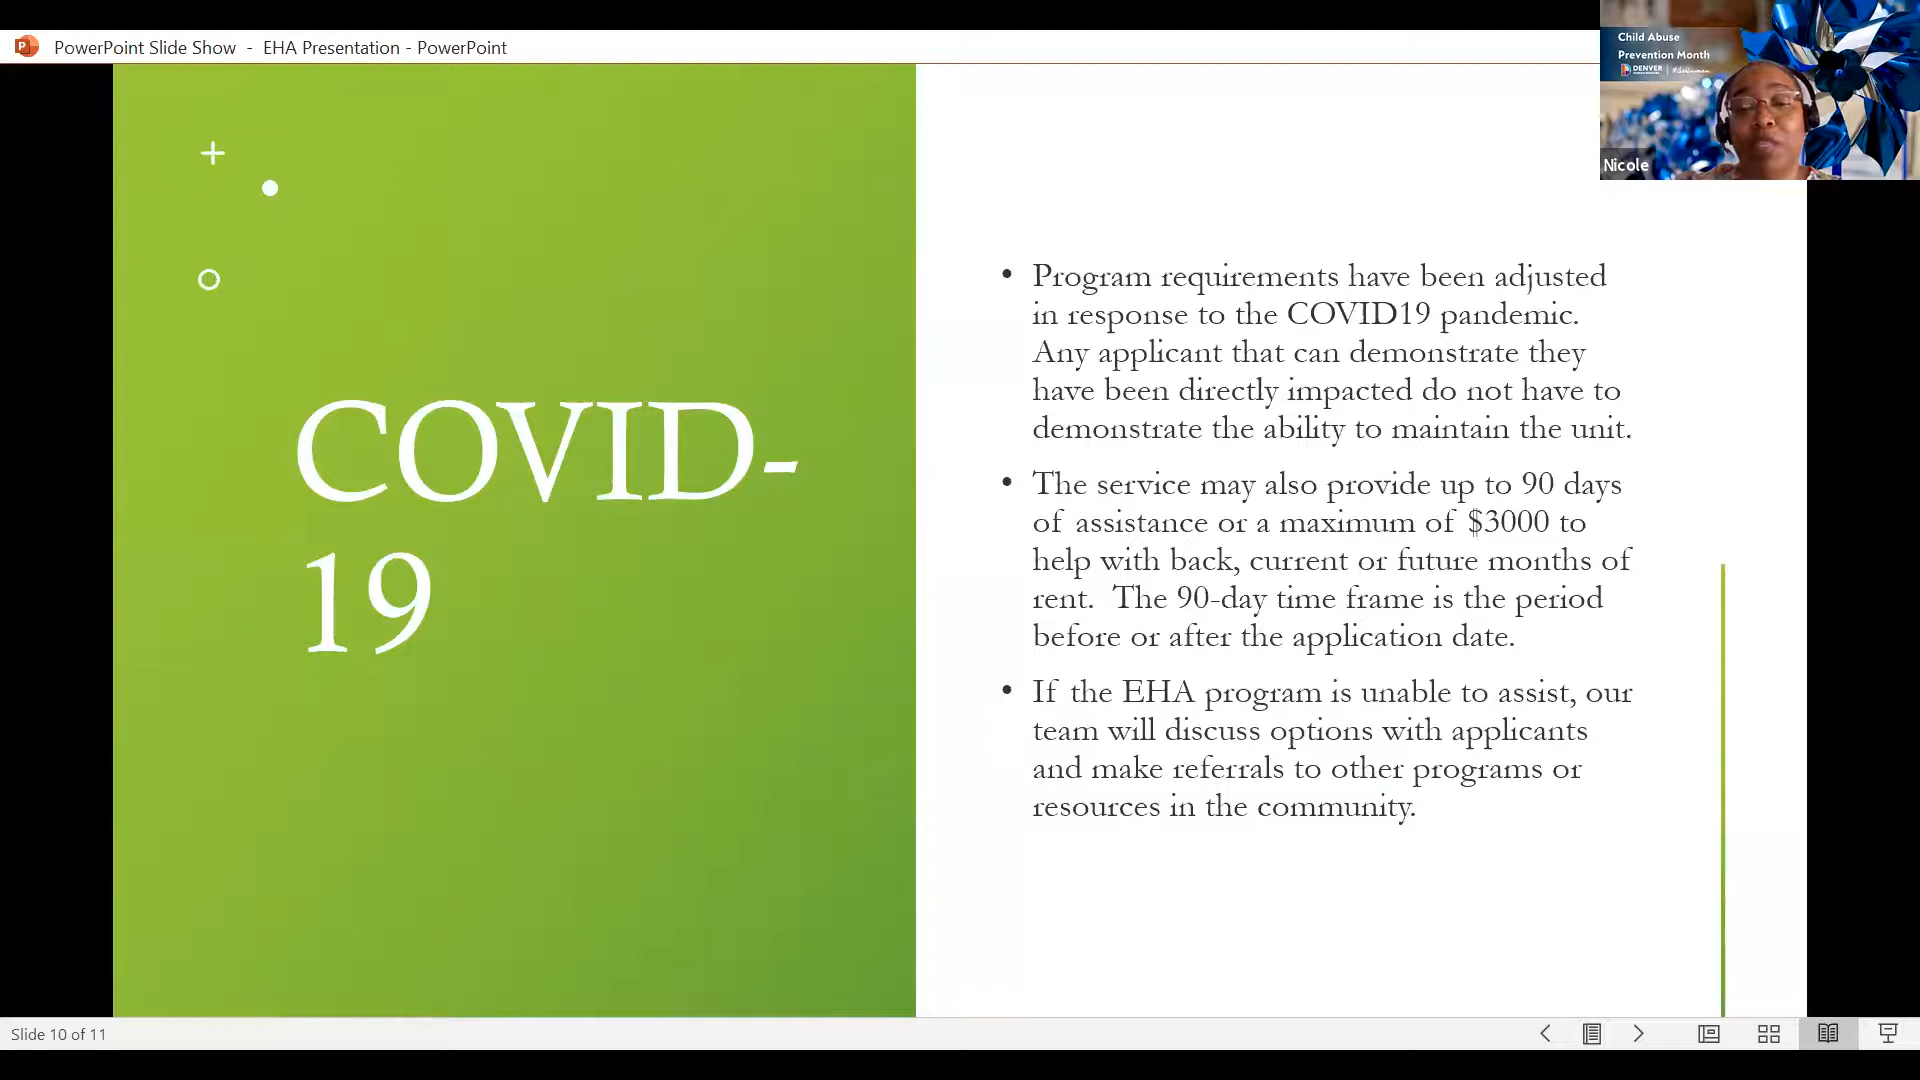 PowerPoint Slide Show - EHA Presentation - PowerPoint
Child Abuse
Prevention Month
DENVER
Nicole
COVID-
19
• Program requirements have been adjusted
in response to the COVID19 pandemic.
Any applicant that can demonstrate they
have been directly impacted do not have to
demonstrate the ability to maintain the unit.
• The service may also provide up to 90 days
of assistance or a maximum of $3000 to
help with back, current or future months of
rent. The 90-day time frame is the period
before or after the application date.
• If the EHA program is unable to assist, our
team will discuss options with applicants
and make referrals to other programs or
resources in the community.
Slide 10 of 11